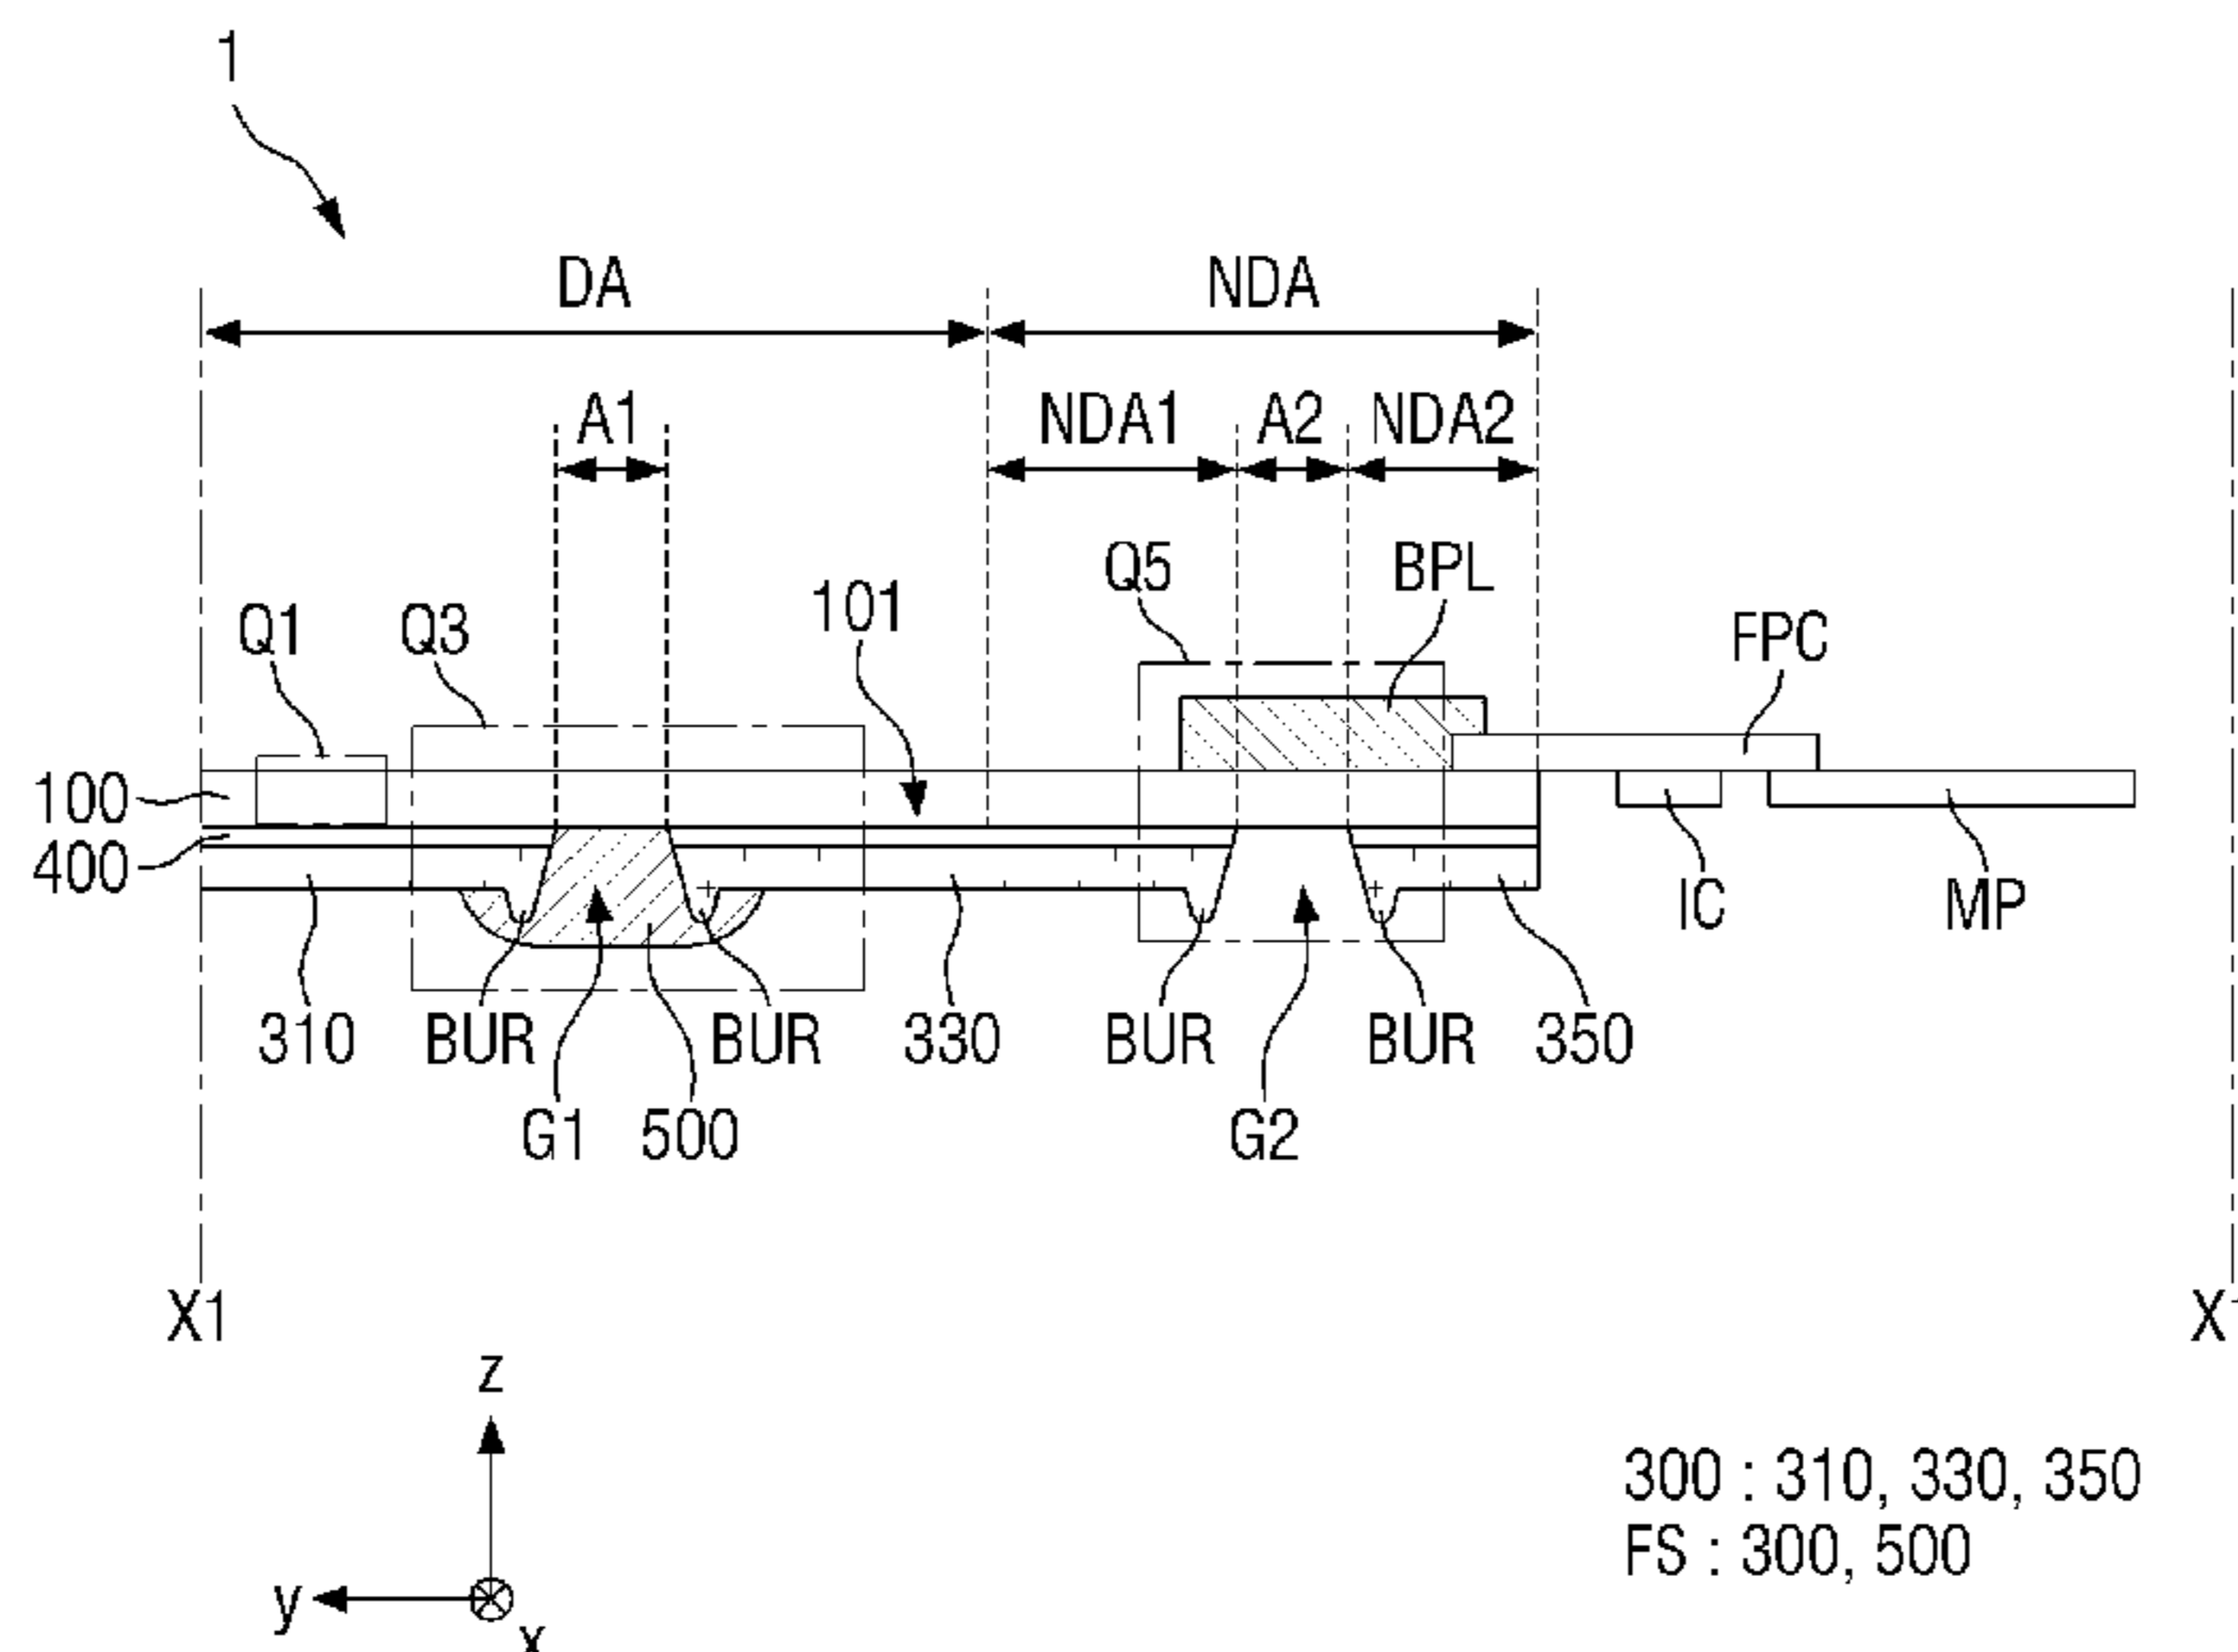 1
DA NDA
A1 NDA1 A2 NDA2
Q5 BPL
Q1 Q3 101 FPC
100
400
IC MP
310 BUR BUR 330 BUR BUR 350
G1 500 G2
X1 X
z
300 : 310, 330, 350
FS : 300, 500
y
x